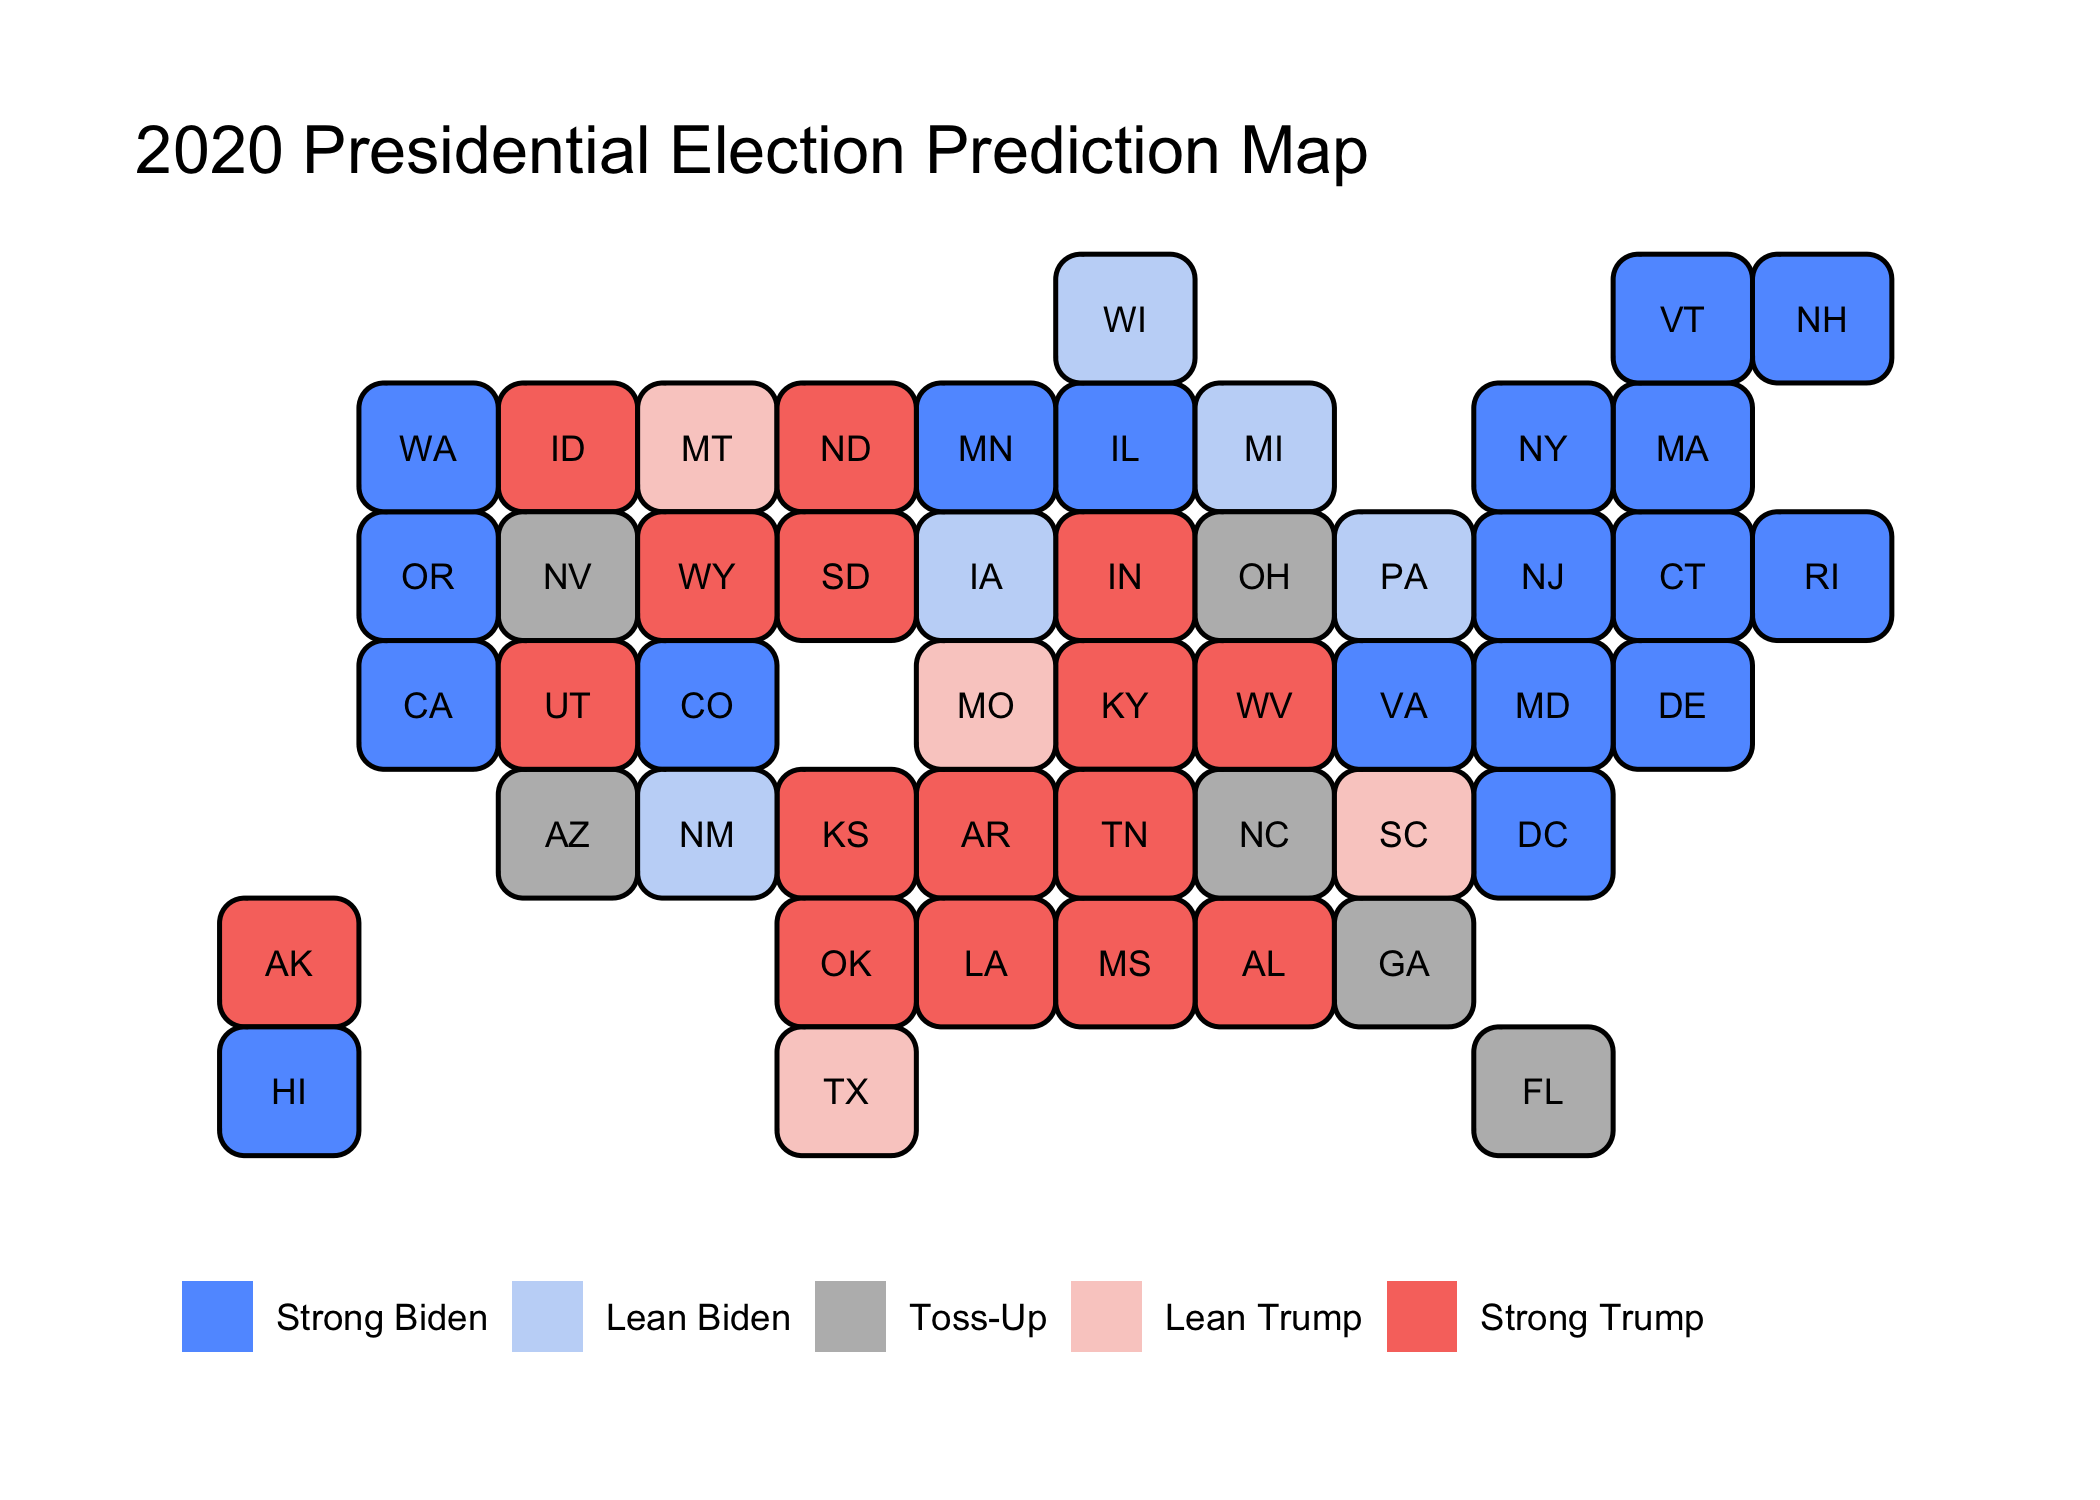 2020 Presidential Election Prediction Map
WI VT NH
WA ID MT ND MN IL MI NY MA
OR NV WY SD IA IN OH PA NJ CT RI
CA UT CO MO KY WV VA MD DE
AZ NM KS AR TN NC SC DC
AK OK LA MS AL GA
HI TX FL
Strong Biden Lean Biden Toss-Up Lean Trump Strong Trump